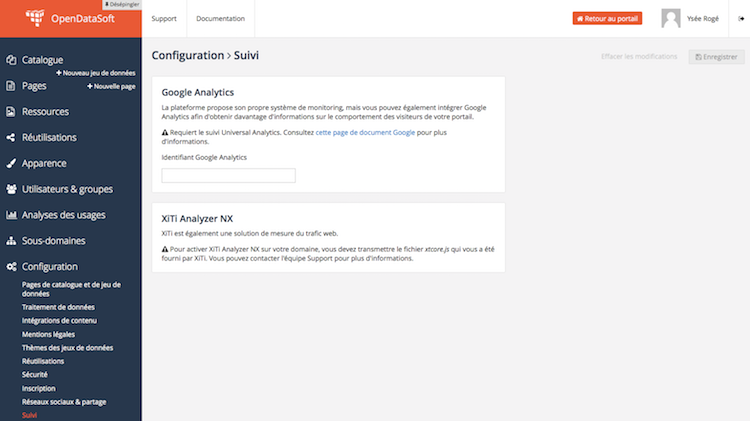 Désépingler
OpenDataSoft
Support
Documentation
Retour au portail
Ysée Rogé
Catalogue
+ Nouveau jeu de données
Pages
+ Nouvelle page
Ressources
Réutilisations
Apparence
Utilisateurs & groupes
Analyses des usages
Sous-domaines
Configuration
Pages de catalogue et de jeu de
données
Traitement de données
Intégrations de contenu
Mentions légales
Thèmes des jeux de données
Réutilisations
Sécurité
Inscription
Réseaux sociaux & partage
Suivi
Configuration > Suivi
Effacer les modifications
Enregistrer
Google Analytics
La plateforme propose son propre système de monitoring, mais vous pouvez également intégrer Google
Analytics afin d'obtenir davantage d'informations sur le comportement des visiteurs de votre portail.
Requiert le suivi Universal Analytics. Consultez cette page de document Google pour plus
d'informations.
Identifiant Google Analytics
XiTi Analyzer NX
XiTi est également une solution de mesure du trafic web.
Pour activer XiTi Analyzer NX sur votre domaine, vous devez transmettre le fichier xtcore.js qui vous a été
fourni par XiTi. Vous pouvez contacter l'équipe Support pour plus d'informations.